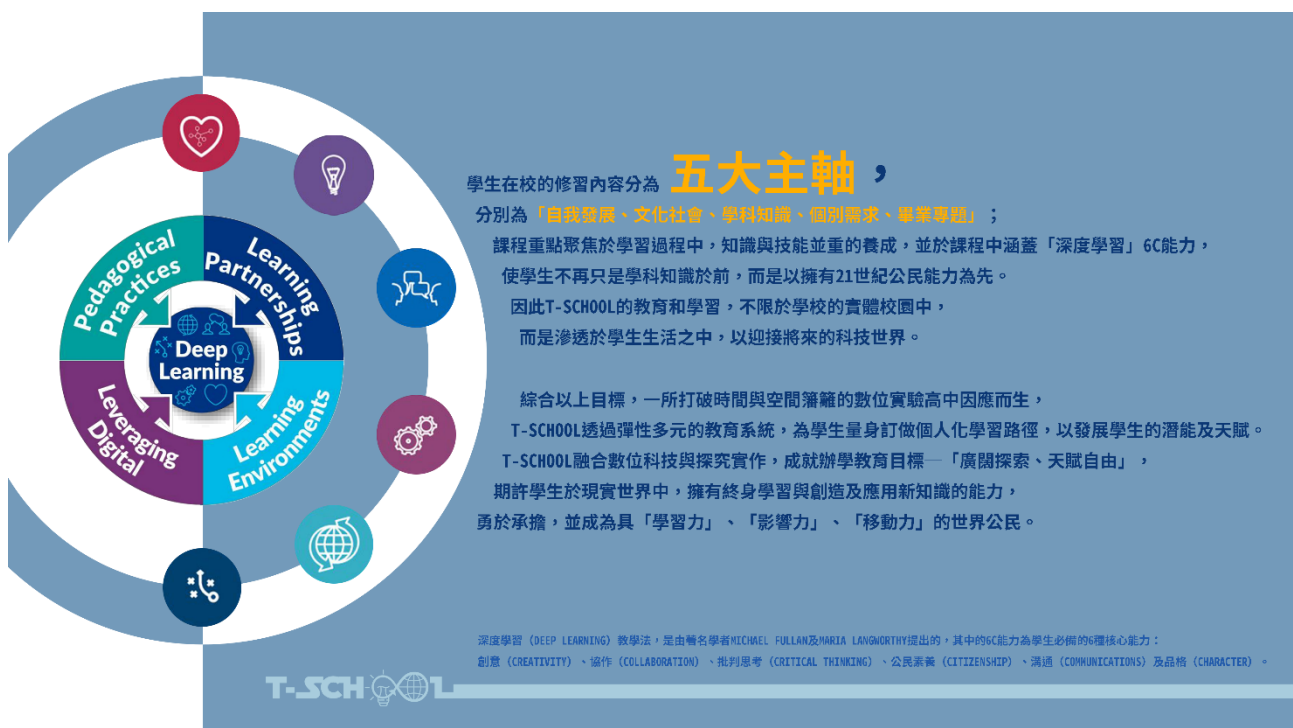 Pedagogical
Practices
Learning
Partnerships
Deep
Learning
Leveraging
Digital
Learning
Environments
學生在校的修習內容分為 五大主軸，
分別為「自我發展、文化社會、學科知識、個別需求、畢業專題」；
課程重點聚焦於學習過程中，知識與技能並重的養成，並於課程中涵蓋「深度學習」6C能力，
使學生不再只是學科知識於前，而是以擁有21世紀公民能力為先。
因此T-SCHOOL的教育和學習，不限於學校的實體校園中，
而是滲透於學生生活之中，以迎接將來的科技世界。
綜合以上目標，一所打破時間與空間籓籬的數位實驗高中因應而生，
T-SCHOOL透過彈性多元的教育系統，為學生量身訂做個人化學習路徑，以發展學生的潛能及天賦。
T-SCHOOL融合數位科技與探究實作，成就辦學教育目標─「廣闊探索、天賦自由」，
期許學生於現實世界中，擁有終身學習與創造及應用新知識的能力，
勇於承擔，並成為具「學習力」、「影響力」、「移動力」的世界公民。
深度學習（DEEP LEARNING）教學法，是由著名學者MICHAEL FULLAN及MARIA LANGWORTHY提出的，其中的6C能力為學生必備的6種核心能力：
創意（CREATIVITY）、協作（COLLABORATION）、批判思考（CRITICAL THINKING）、公民素養（CITIZENSHIP）、溝通（COMMUNICATIONS）及品格（CHARACTER）。
T-SCHOOL